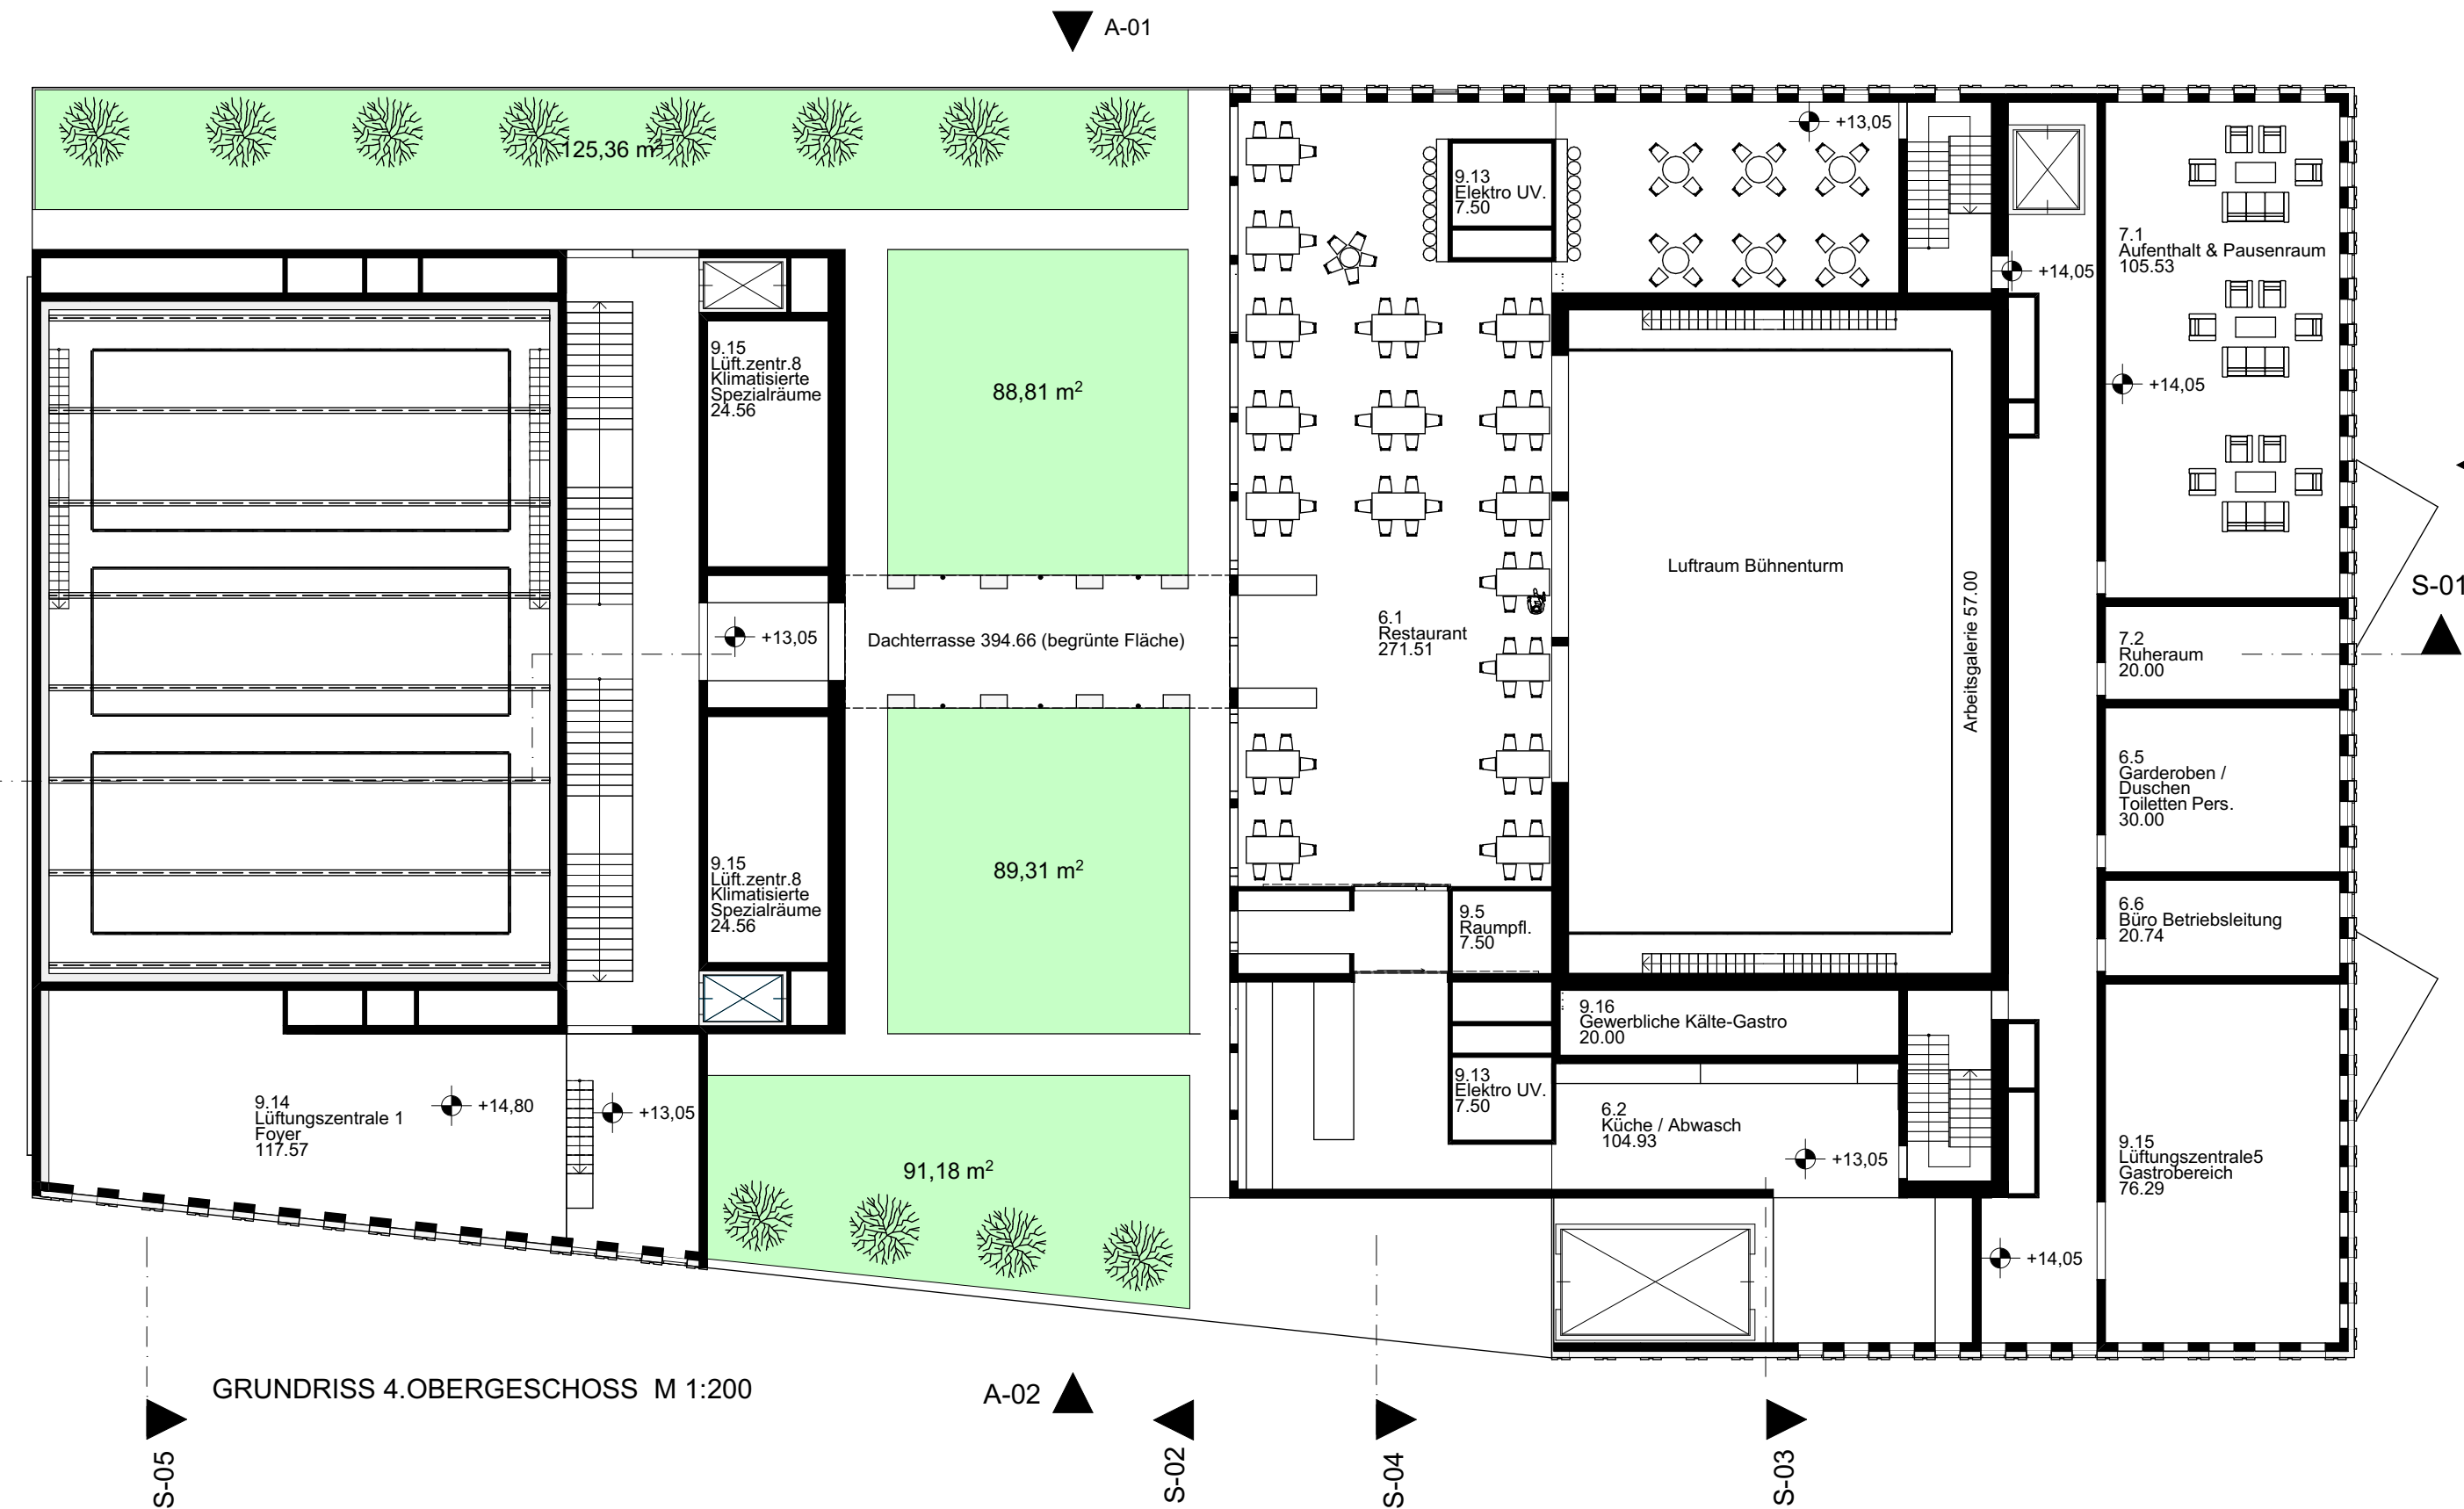 A-01
125,36 m²
+13,05
9.13
Elektro UV.
7.50
7.1
Aufenthalt & Pausenraum
105.53
+14,05
+14,05
9.15
Lüft.zentr.8
Klimatisierte
Spezialräume
24.56
88,81 m²
Luftraum Bühnenturm
Arbeitsgalerie 57.00
S-01
+13,05
Dachterrasse 394.66 (begrünte Fläche)
6.1
Restaurant
271.51
7.2
Ruheraum
20.00
6.5
Garderoben /
Duschen
Toiletten Pers.
30.00
9.15
Lüft.zentr.8
Klimatisierte
Spezialräume
24.56
89,31 m²
9.5
Raumpfl.
7.50
6.6
Büro Betriebsleitung
20.74
9.16
Gewerbliche Kälte-Gastro
20.00
9.14
Lüftungszentrale 1
Foyer
117.57
+14,80
+13,05
9.13
Elektro UV.
7.50
6.2
Küche / Abwasch
104.93
+13,05
91,18 m²
9.15
Lüftungszentrale5
Gastrobereich
76.29
+14,05
GRUNDRISS 4.OBERGESCHOSS M 1:200
A-02
S-05
S-02
S-04
S-03